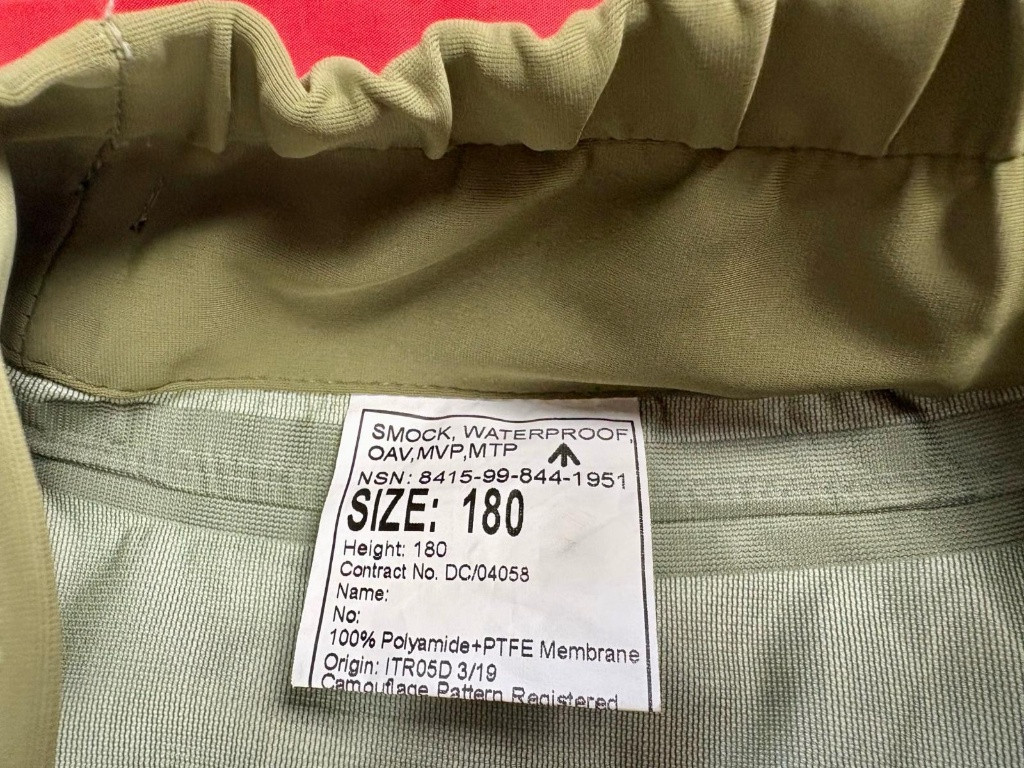 SMOCK, WATERPROOF,
OAV,MVP,MTP
NSN: 8415-99-844-1951
SIZE: 180
Height: 180
Contract No. DC/04058
Name:
No:
100% Polyamide+PTFE Membrane
Origin: ITR05D 3/19
Camouflage Pattern Registered